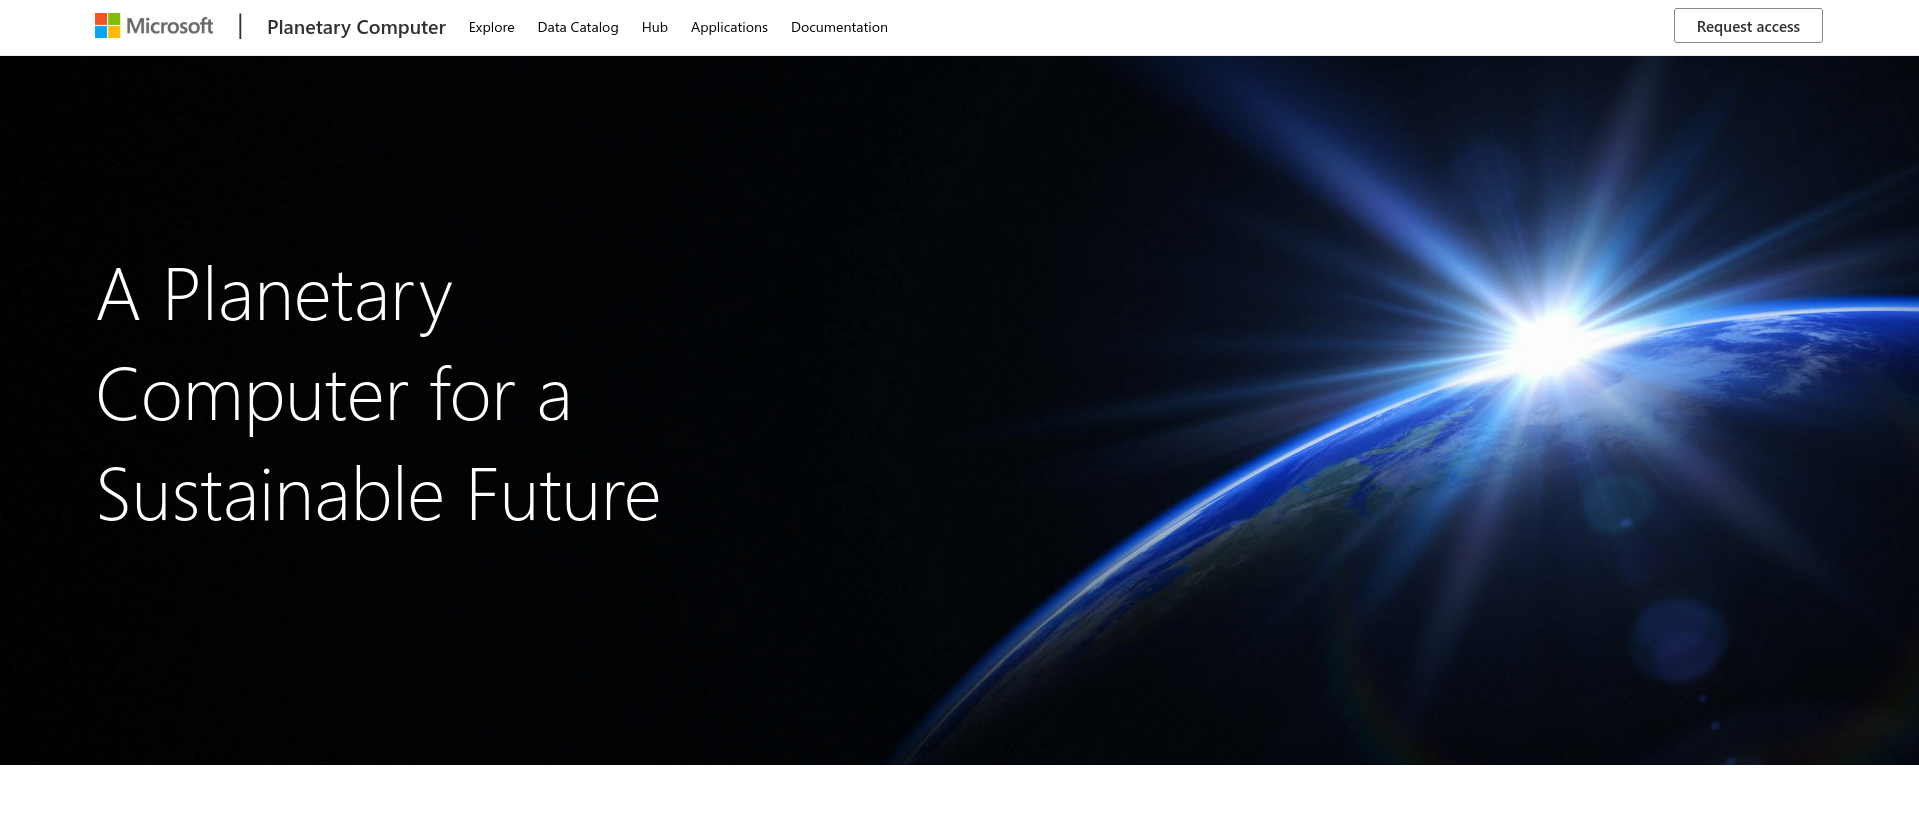 Microsoft
Planetary Computer
Explore
Data Catalog
Hub
Applications
Documentation
Request access
A Planetary
Computer for a
Sustainable Future